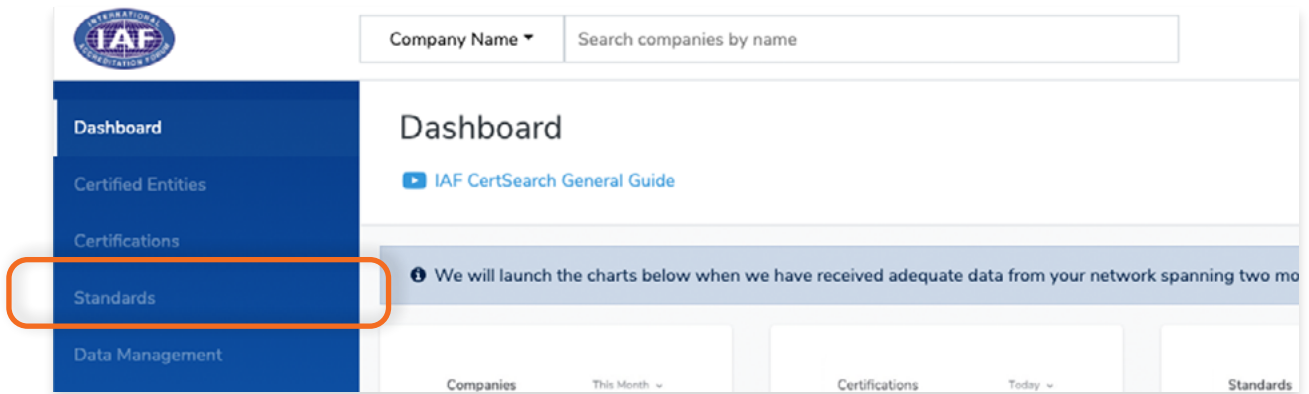 INTERNATIONAL
IAF
ACCREDITATION FORUM
Company Name
Search companies by name
Dashboard
Certified Entities
Certifications
Standards
Data Management
Dashboard
IAF CertSearch General Guide
We will launch the charts below when we have received adequate data from your network spanning two mo
Companies This Month
Certifications Today
Standards